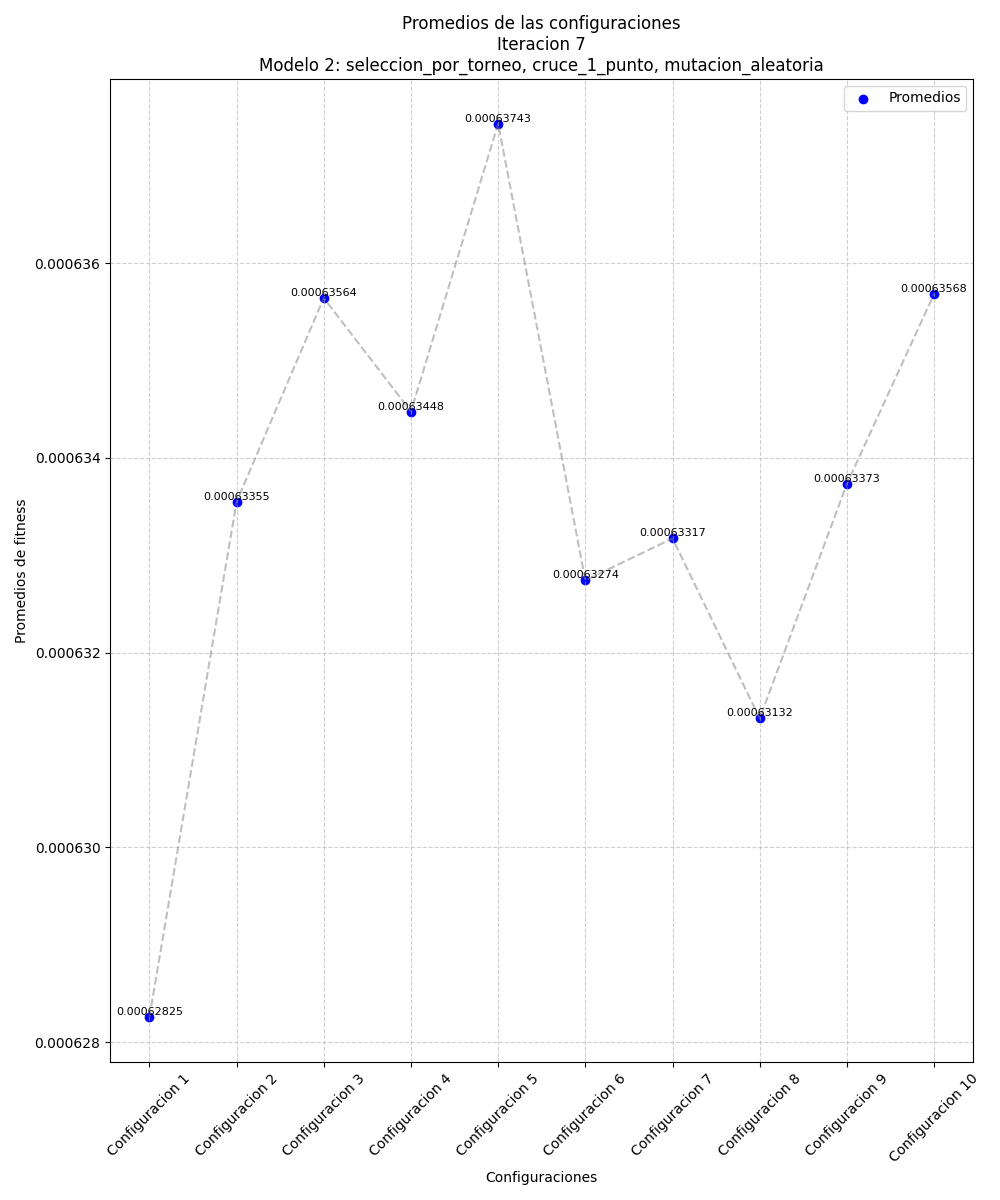 Promedios de las configuraciones
Iteracion 7
Modelo 2: seleccion_por_torneo, cruce_1_punto, mutacion_aleatoria
Promedios
0.00063743
0.000636
0.00063564
0.00063568
0.00063448
0.000634
0.00063373
0.00063355
0.00063317
0.00063274
0.000632
0.00063132
0.000630
0.00062825
0.000628
Promedios de fitness
Configuracion 1
Configuracion 2
Configuracion 3
Configuracion 4
Configuracion 5
Configuracion 6
Configuracion 7
Configuracion 8
Configuracion 9
Configuracion 10
Configuraciones